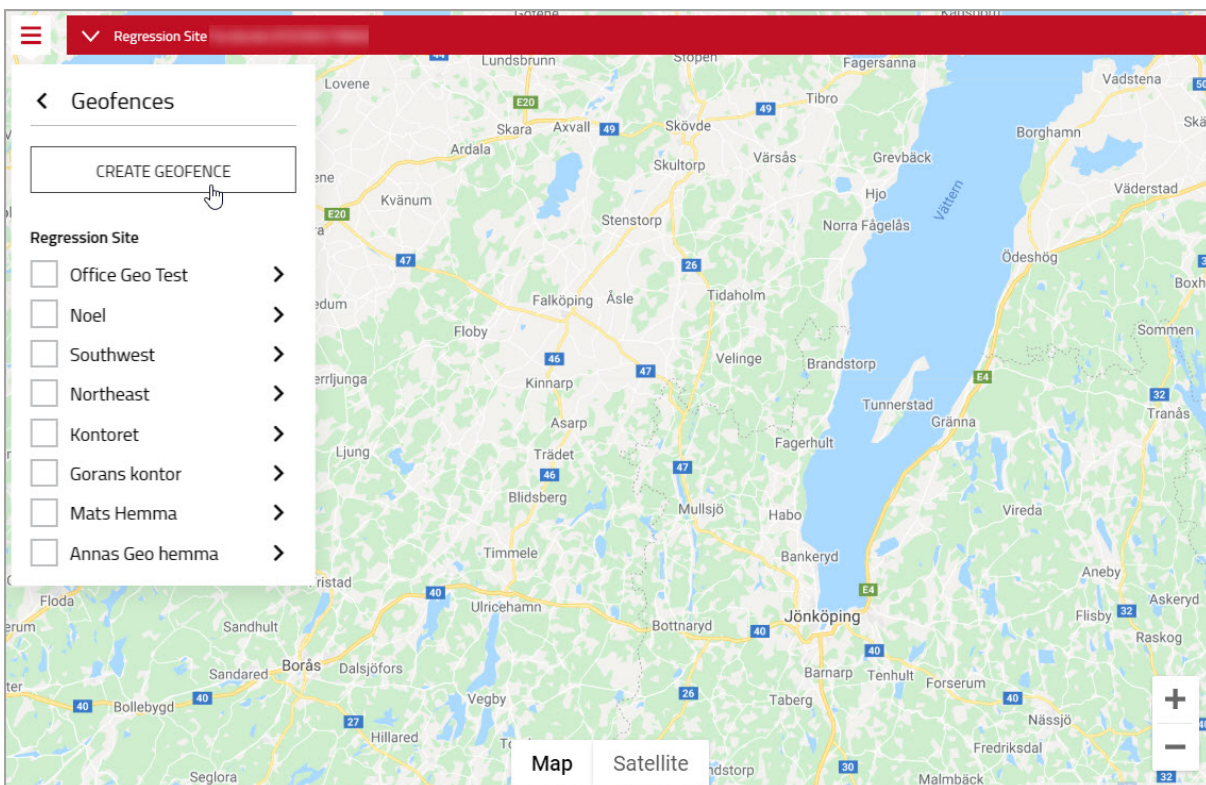 Götene
Karlsborg
Regression Site
Geofences
CREATE GEOFENCE
Regression Site
Office Geo Test
Noel
Southwest
Northeast
Kontoret
Gorans kontor
Mats Hemma
Annas Geo hemma
Lundsbrunn
Stöpen
Fagersanna
Lovene
Vadstena
E20
49
Tibro
Skara
Axvall
49
Skövde
Borghamn
Ardala
Skultorp
Värsås
Grevbäck
Hjo
Vättern
Väderstad
Kvänum
E20
Stenstorp
Norra Fågelås
47
26
Ödeshög
Falköping
Åsle
Tidaholm
Floby
Sommen
46
47
Velinge
Brandstorp
Kinnarp
E4
32
Tranås
Tunnerstad
Gränna
Asarp
Fagerhult
Ljung
Trädet
46
47
Blidsberg
Mullsjö
Habo
Vireda
Timmele
Bankeryd
Aneby
40
E4
Floda
Ulricehamn
Askeryd
Sandhult
Bottnaryd
40
Jönköping
Flisby
32
Raskog
Borås
Dalsjöfors
40
Sandared
Barnarp
Tenhult
Forserum
40
Bollebygd
40
Vegby
26
Taberg
40
27
Nässjö
Hillared
Map
Satellite
Fredriksdal
Seglora
30
Malmbäck
32